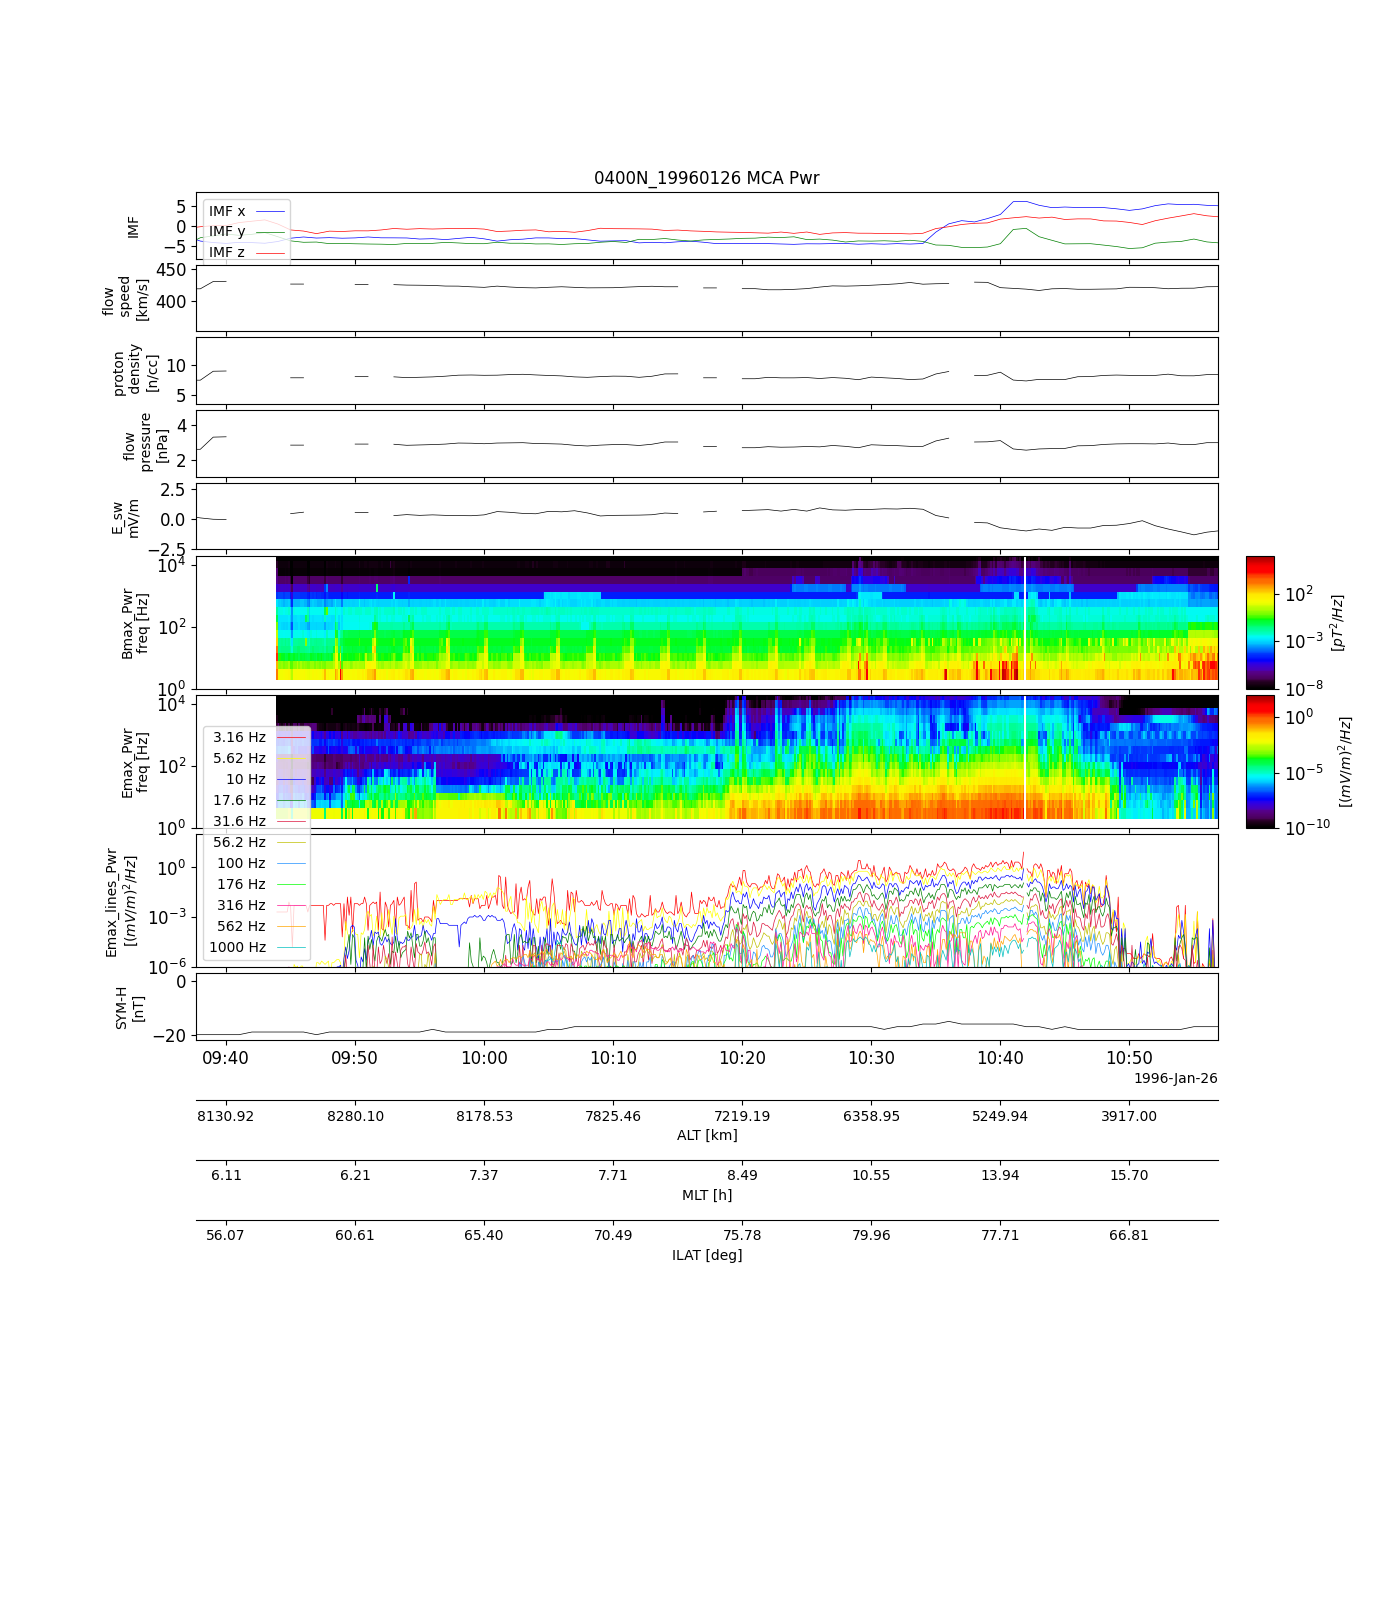 0400N_19960126 MCA Pwr
IMF
5
0
−5
IMF x
IMF y
IMF z
flow
speed
[km/s]
450
400
proton
density
[n/cc]
10
5
flow
pressure
[nPa]
4
2
E_sw
mV/m
2.5
0.0
−2.5
Bmax_Pwr
freq [Hz]
10^4
10^2
10^0
10^2
10^−3
10^−8
[pT^2/Hz]
Emax_Pwr
freq [Hz]
10^4
10^2
10^0
10^0
10^−5
10^−10
[(mV/m)^2/Hz]
3.16 Hz
5.62 Hz
10 Hz
17.6 Hz
31.6 Hz
56.2 Hz
100 Hz
176 Hz
316 Hz
562 Hz
1000 Hz
Emax_lines_Pwr
[(mV/m)^2/Hz]
10^0
10^−3
10^−6
SYM-H
[nT]
0
−20
09:40 09:50 10:00 10:10 10:20 10:30 10:40 10:50
1996-Jan-26
8130.92 8280.10 8178.53 7825.46 7219.19 6358.95 5249.94 3917.00
ALT [km]
6.11 6.21 7.37 7.71 8.49 10.55 13.94 15.70
MLT [h]
56.07 60.61 65.40 70.49 75.78 79.96 77.71 66.81
ILAT [deg]